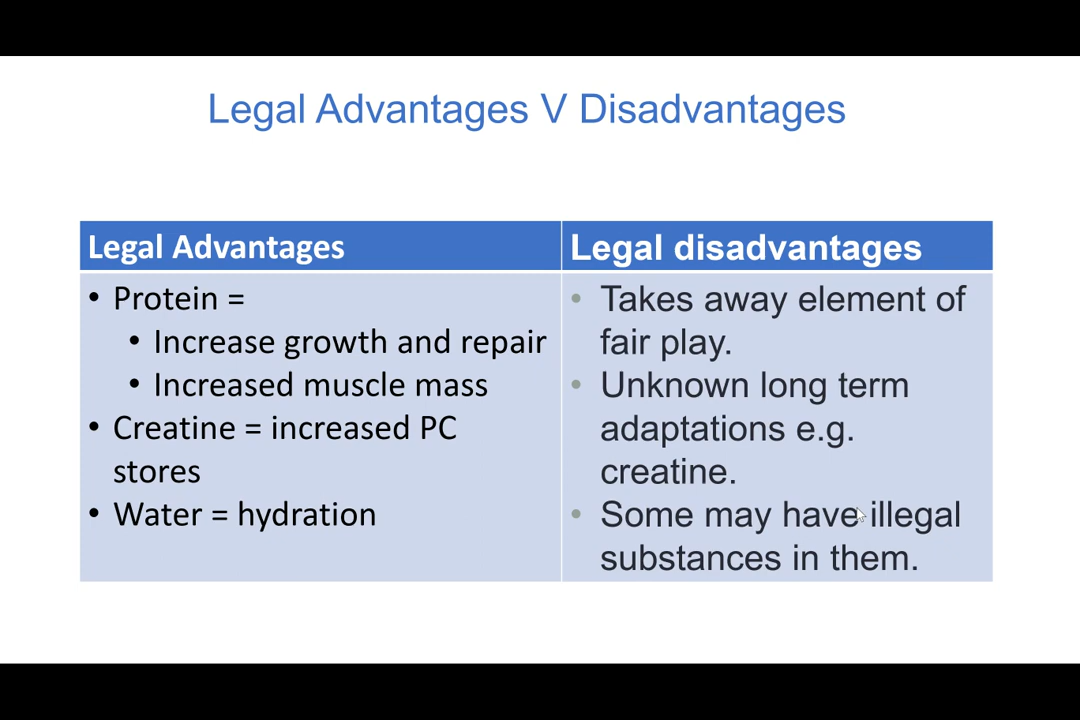 Legal Advantages V Disadvantages
Legal Advantages
• Protein =
• Increase growth and repair
• Increased muscle mass
• Creatine = increased PC
stores
• Water = hydration
Legal disadvantages
• Takes away element of
fair play.
• Unknown long term
adaptations e.g.
creatine.
• Some may have illegal
substances in them.